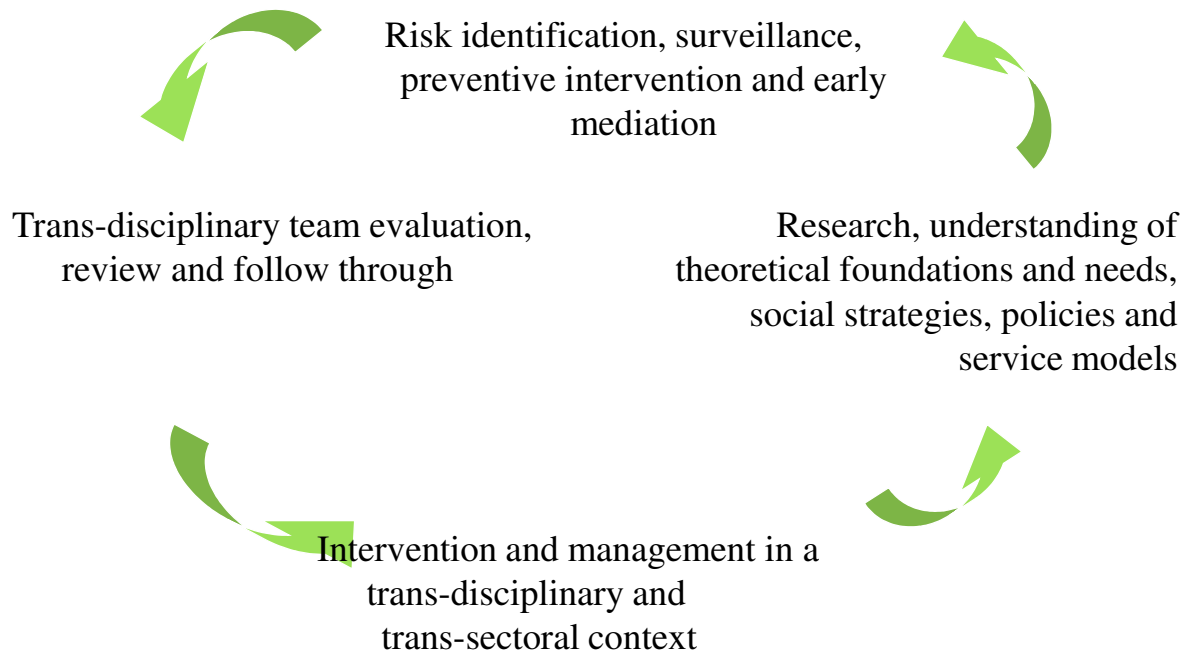 Risk identification, surveillance,
preventive intervention and early
mediation
Trans-disciplinary team evaluation,
review and follow through
Research, understanding of
theoretical foundations and needs,
social strategies, policies and
service models
Intervention and management in a
trans-disciplinary and
trans-sectoral context